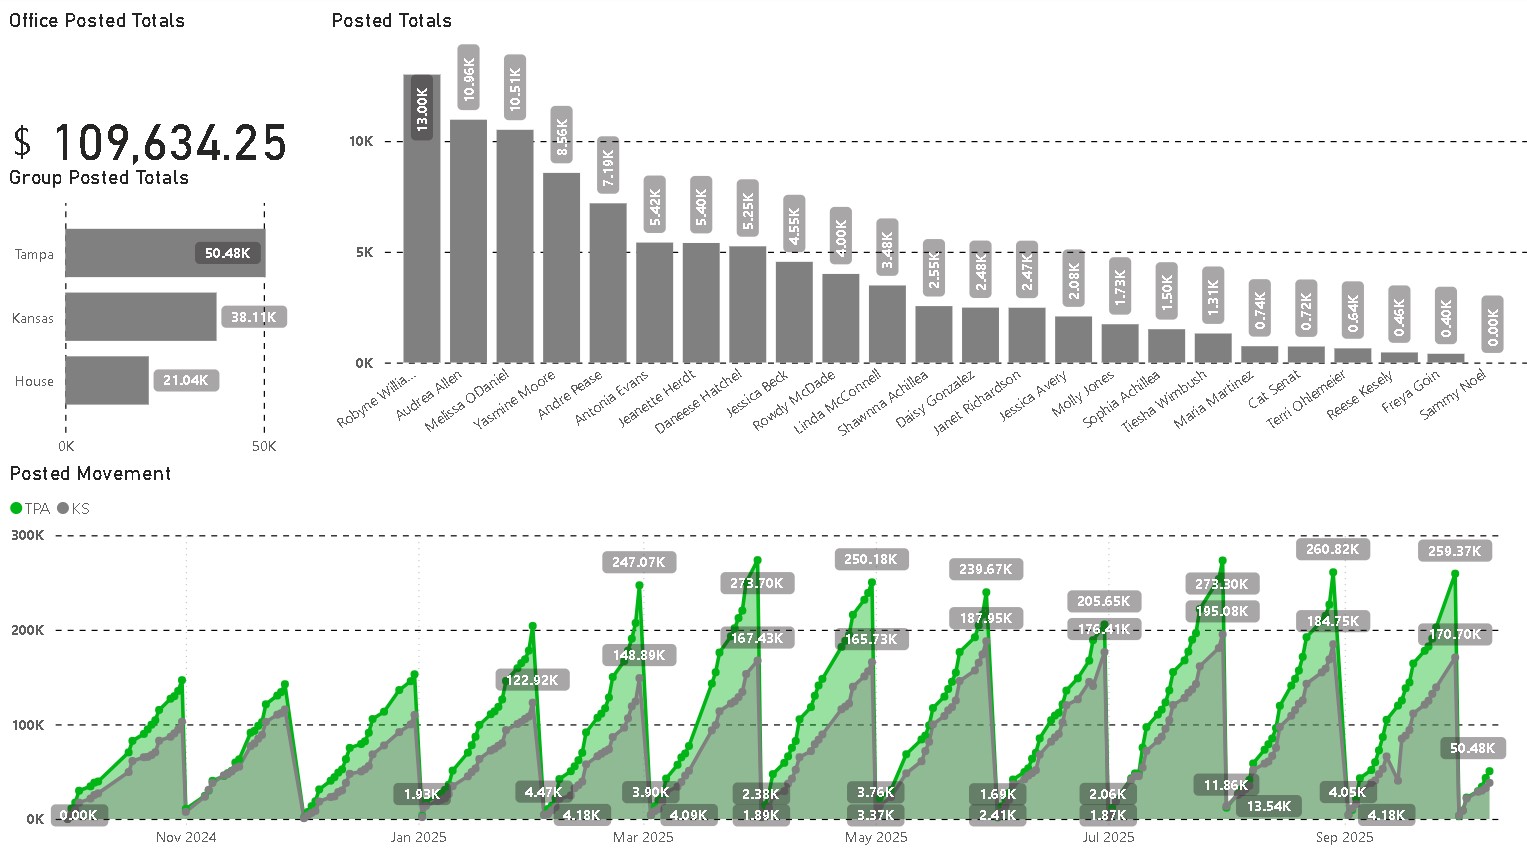 Office Posted Totals
$ 109,634.25
Group Posted Totals
Tampa
50.48K
Kansas
38.11K
House
21.04K
0K
50K
Posted Totals
10K
5K
0K
13.00K
10.96K
10.51K
8.56K
7.19K
5.42K
5.40K
5.25K
4.55K
4.00K
3.48K
2.55K
2.48K
2.47K
2.08K
1.73K
1.50K
1.31K
0.74K
0.72K
0.64K
0.46K
0.40K
0.00K
Robyne Willia...
Audrea Allen
Melissa ODaniel
Yasmine Moore
Andre Pease
Antonia Evans
Jeanette Herdt
Daneese Hatchel
Jessica Beck
Rowdy McDade
Linda McConnell
Shawnna Achillea
Daisy Gonzalez
Janet Richardson
Jessica Avery
Molly Jones
Sophia Achillea
Tiesha Wimbush
Maria Martinez
Cat Senat
Terri Ohlemeier
Reese Kesely
Freya Goin
Sammy Noel
Posted Movement
TPA KS
300K
200K
100K
0K
247.07K
273.70K
250.18K
239.67K
205.65K
273.30K
260.82K
259.37K
122.92K
148.89K
167.43K
165.73K
187.95K
176.41K
195.08K
184.75K
170.70K
50.48K
0.00K
1.93K
4.47K
4.18K
3.90K
4.09K
2.38K
1.89K
3.76K
3.37K
1.69K
2.41K
2.06K
1.87K
11.86K
13.54K
4.05K
4.18K
Nov 2024
Jan 2025
Mar 2025
May 2025
Jul 2025
Sep 2025